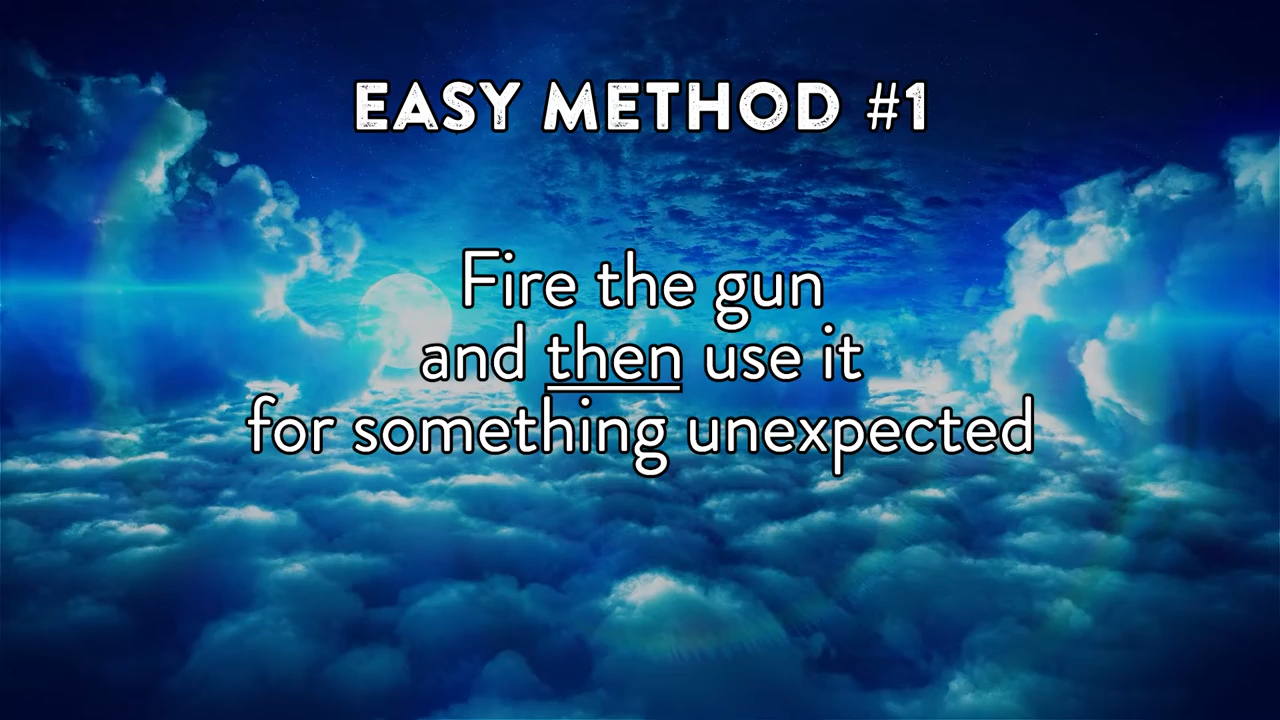 EASY METHOD #1
Fire the gun
and then use it
for something unexpected